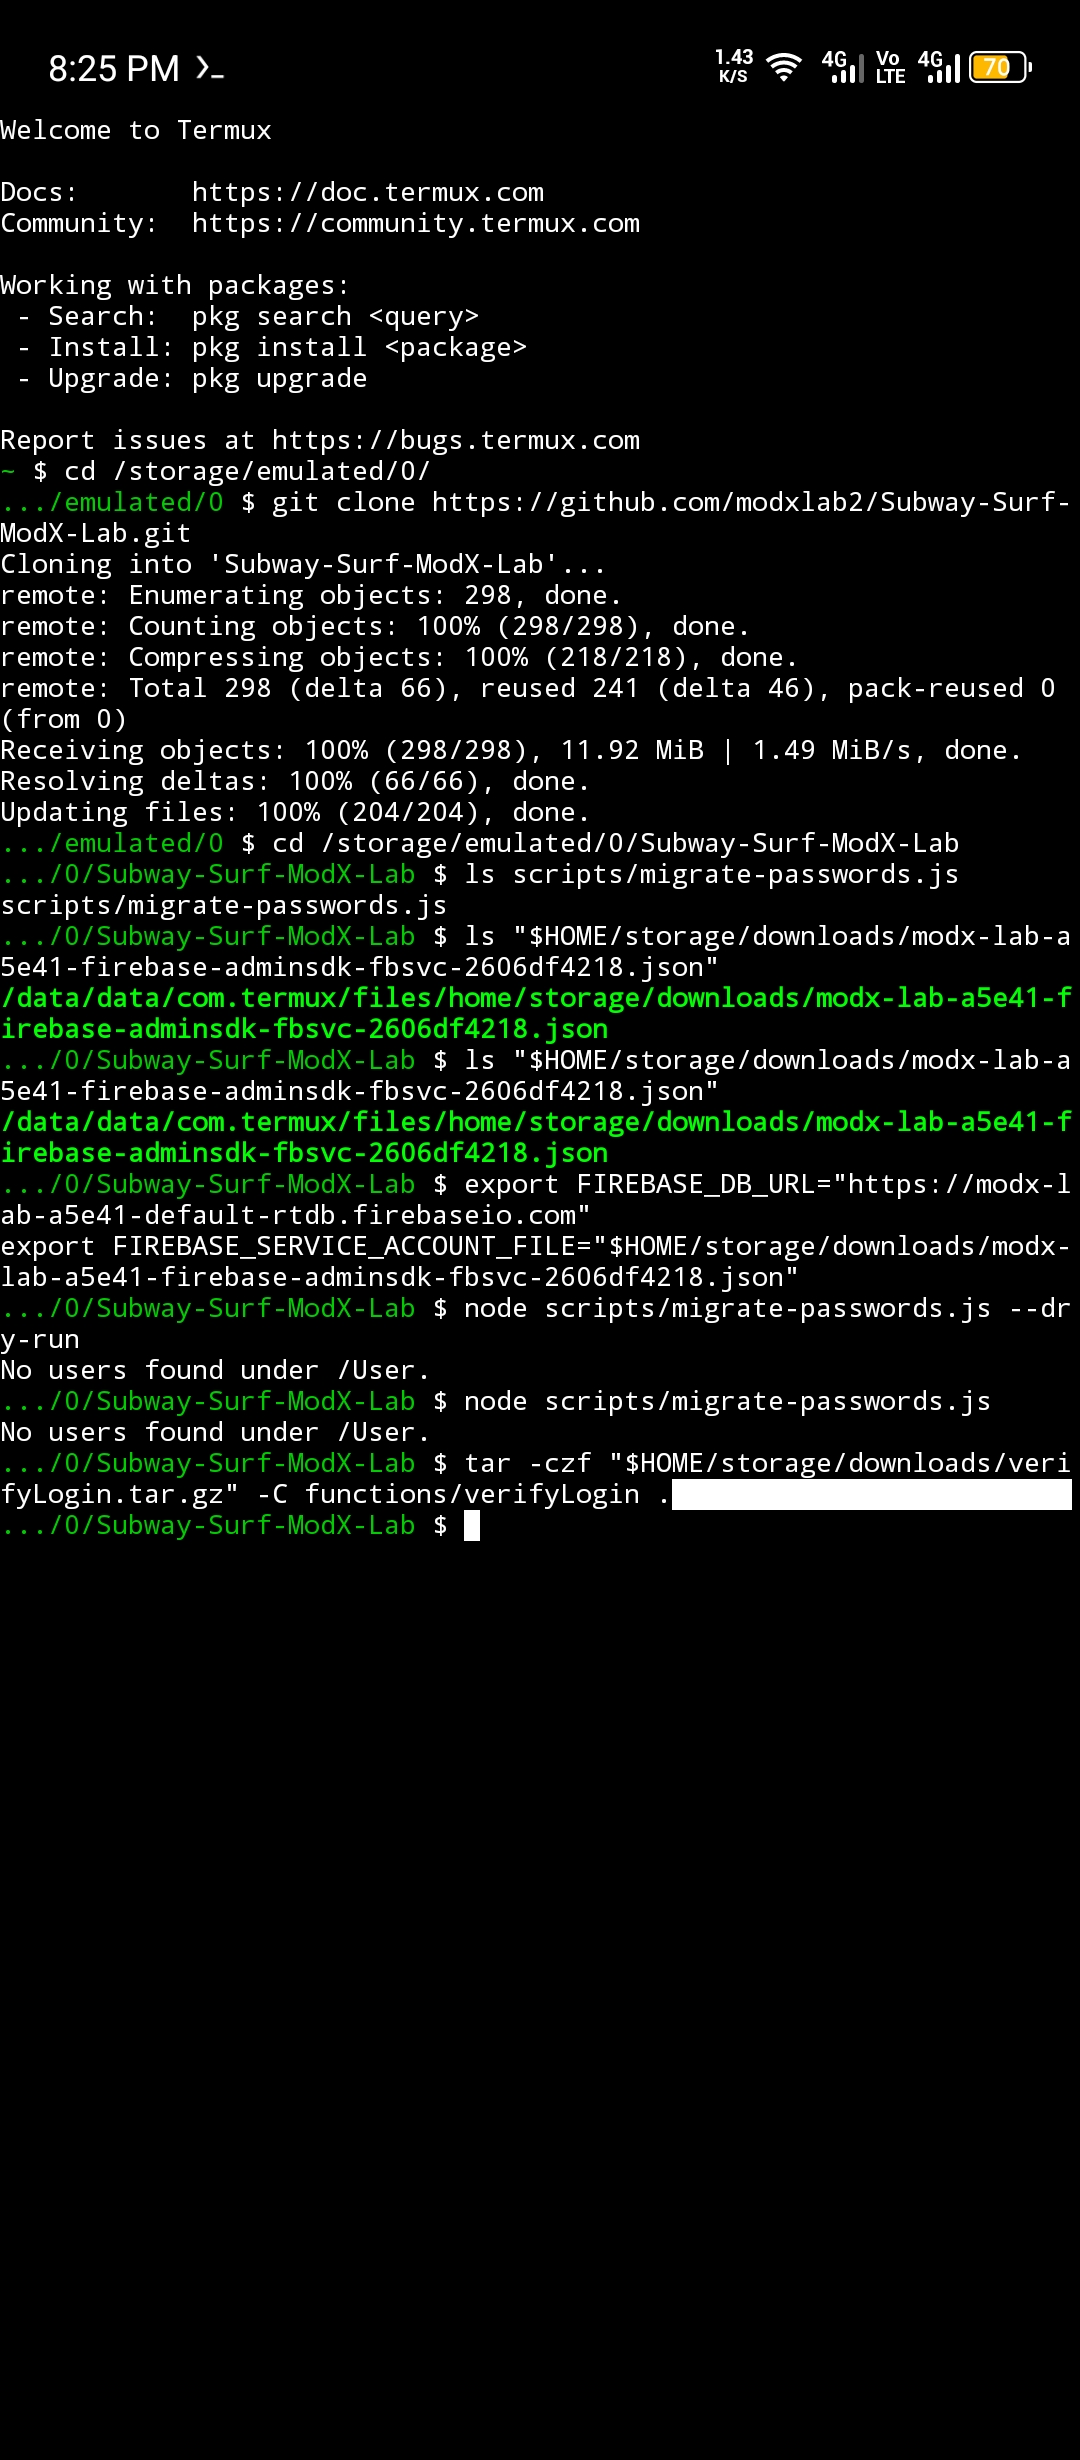 8:25 PM
1.43 K/S 4G Vo LTE 4G 70
Welcome to Termux
Docs:       https://doc.termux.com
Community:  https://community.termux.com
Working with packages:
 - Search:  pkg search <query>
 - Install: pkg install <package>
 - Upgrade: pkg upgrade
Report issues at https://bugs.termux.com
~ $ cd /storage/emulated/0/
.../emulated/0 $ git clone https://github.com/modxlab2/Subway-Surf-
ModX-Lab.git
Cloning into 'Subway-Surf-ModX-Lab'...
remote: Enumerating objects: 298, done.
remote: Counting objects: 100% (298/298), done.
remote: Compressing objects: 100% (218/218), done.
remote: Total 298 (delta 66), reused 241 (delta 46), pack-reused 0
(from 0)
Receiving objects: 100% (298/298), 11.92 MiB | 1.49 MiB/s, done.
Resolving deltas: 100% (66/66), done.
Updating files: 100% (204/204), done.
.../emulated/0 $ cd /storage/emulated/0/Subway-Surf-ModX-Lab
.../0/Subway-Surf-ModX-Lab $ ls scripts/migrate-passwords.js
scripts/migrate-passwords.js
.../0/Subway-Surf-ModX-Lab $ ls "$HOME/storage/downloads/modx-lab-a
5e41-firebase-adminsdk-fbsvc-2606df4218.json"
/data/data/com.termux/files/home/storage/downloads/modx-lab-a5e41-f
irebase-adminsdk-fbsvc-2606df4218.json
.../0/Subway-Surf-ModX-Lab $ ls "$HOME/storage/downloads/modx-lab-a
5e41-firebase-adminsdk-fbsvc-2606df4218.json"
/data/data/com.termux/files/home/storage/downloads/modx-lab-a5e41-f
irebase-adminsdk-fbsvc-2606df4218.json
.../0/Subway-Surf-ModX-Lab $ export FIREBASE_DB_URL="https://modx-l
ab-a5e41-default-rtdb.firebaseio.com"
export FIREBASE_SERVICE_ACCOUNT_FILE="$HOME/storage/downloads/modx-
lab-a5e41-firebase-adminsdk-fbsvc-2606df4218.json"
.../0/Subway-Surf-ModX-Lab $ node scripts/migrate-passwords.js --dr
y-run
No users found under /User.
.../0/Subway-Surf-ModX-Lab $ node scripts/migrate-passwords.js
No users found under /User.
.../0/Subway-Surf-ModX-Lab $ tar -czf "$HOME/storage/downloads/veri
fyLogin.tar.gz" -C functions/verifyLogin .
.../0/Subway-Surf-ModX-Lab $